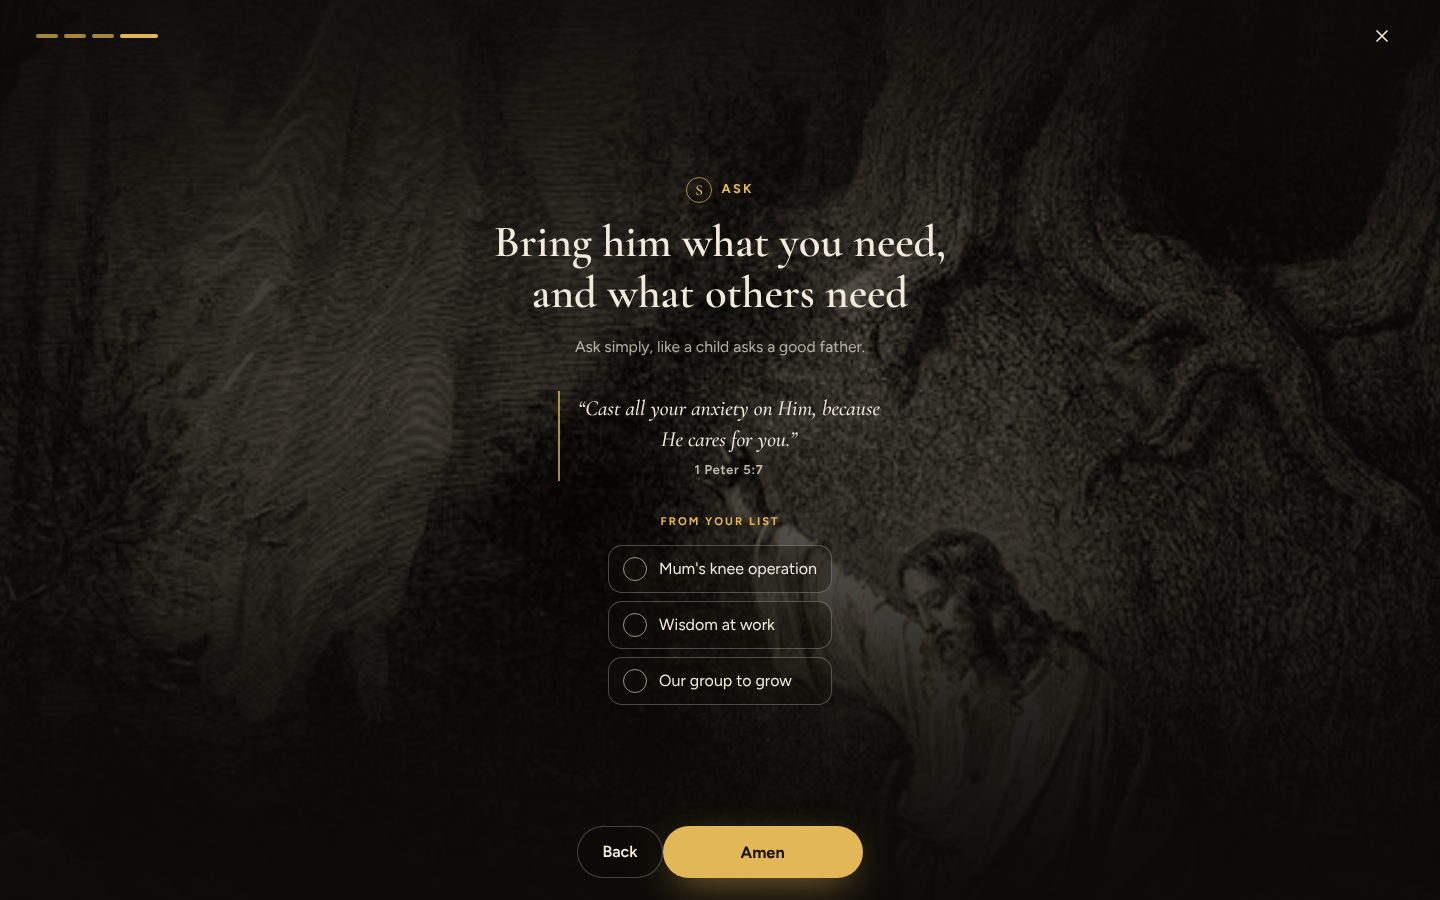 S ASK
Bring him what you need,
and what others need
Ask simply, like a child asks a good father.
“Cast all your anxiety on Him, because
He cares for you.”
1 Peter 5:7
FROM YOUR LIST
Mum's knee operation
Wisdom at work
Our group to grow
Back
Amen